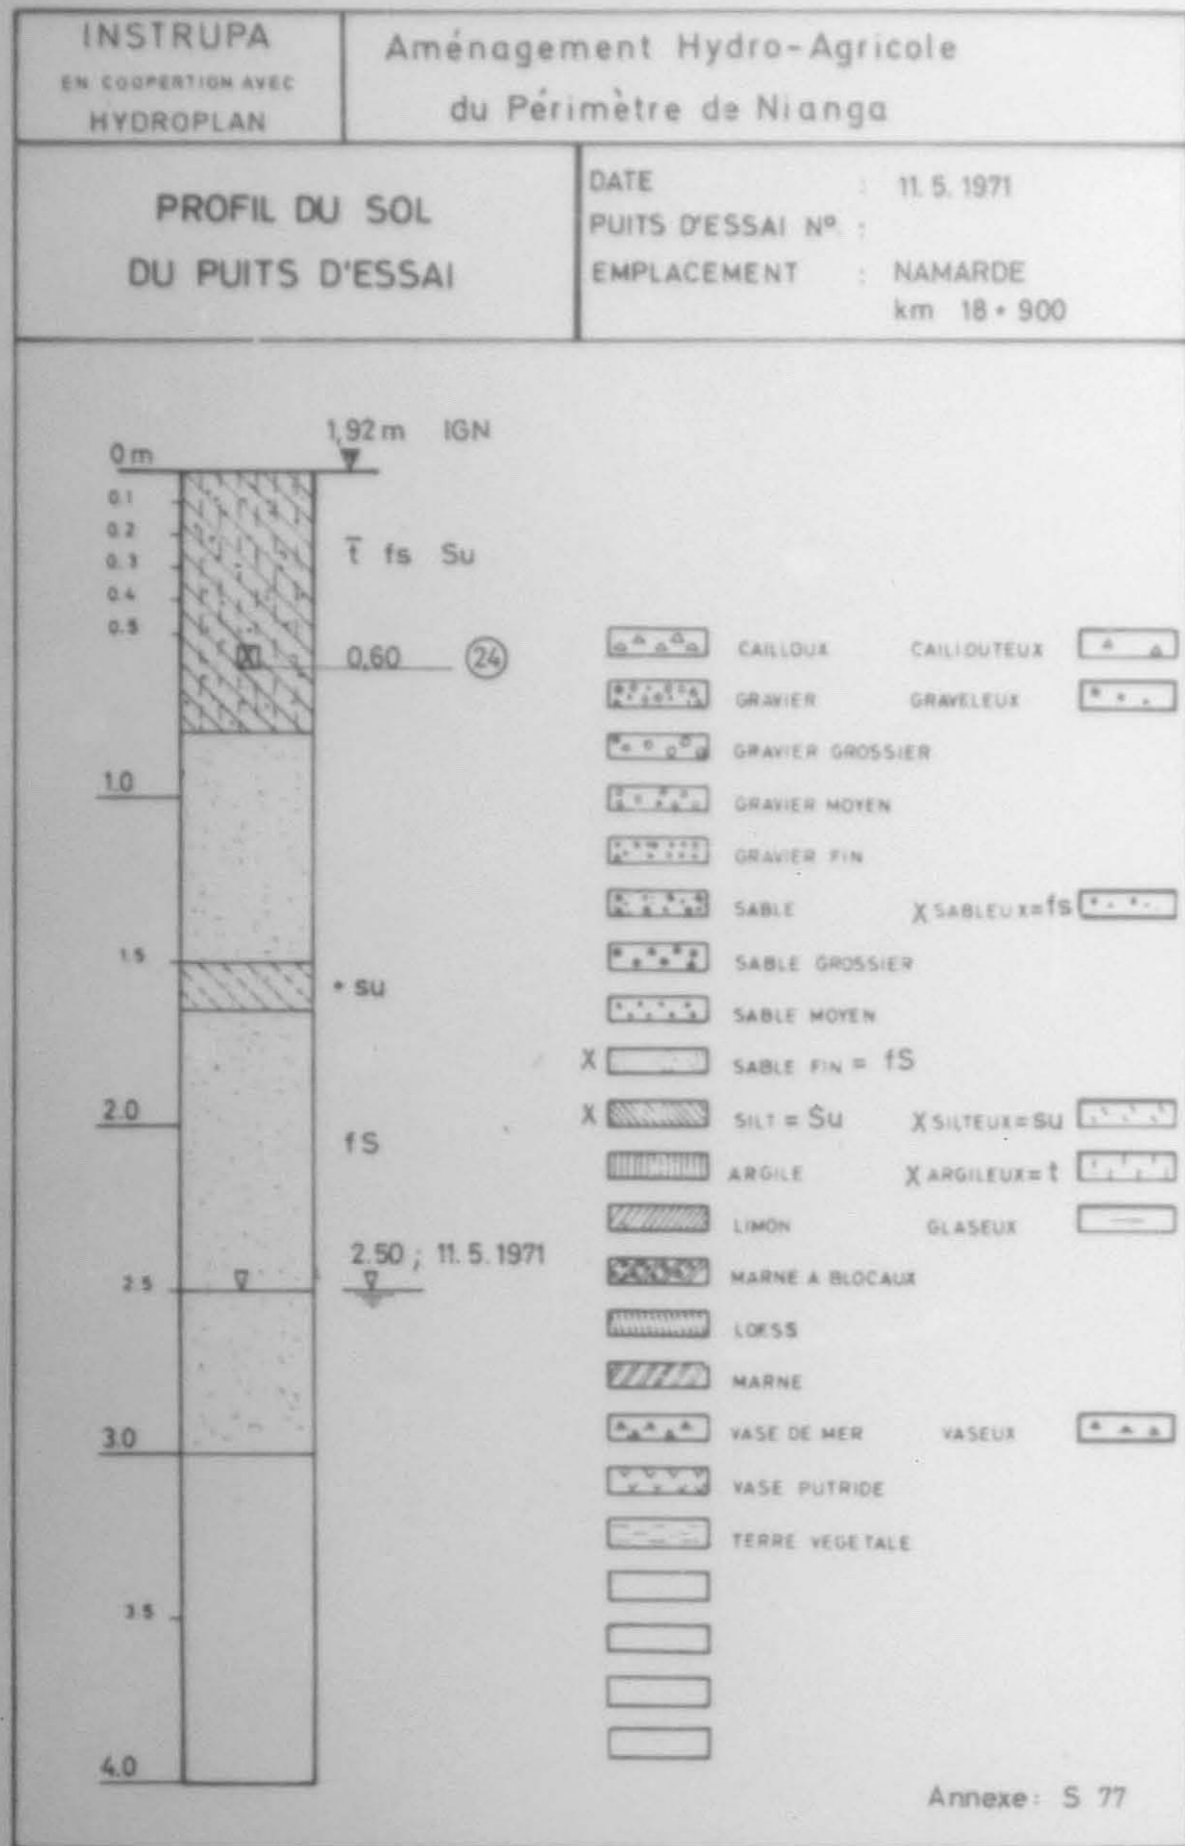 INSTRUPA
EN COOPERTION AVEC
HYDROPLAN
Aménagement Hydro-Agricole
du Périmètre de Nianga
PROFIL DU SOL
DU PUITS D'ESSAI
DATE : 11. 5. 1971
PUITS D'ESSAI Nº :
EMPLACEMENT : NAMARDE
km 18 + 900
1,92 m IGN
0 m
0.1
0.2
0.3
0.4
0.5
t̄ fs Su
0,60 24
1.0
1.5
• su
2.0
fS
2.50 ; 11. 5. 1971
2.5
3.0
3.5
4.0
CAILLOUX CAILIOUTEUX
GRAVIER GRAVELEUX
GRAVIER GROSSIER
GRAVIER MOYEN
GRAVIER FIN
SABLE X SABLEUX=fs
SABLE GROSSIER
SABLE MOYEN
X SABLE FIN = fS
X SILT = Su X SILTEUX=su
ARGILE X ARGILEUX=t
LIMON GLASEUX
MARNE A BLOCAUX
LOESS
MARNE
VASE DE MER VASEUX
VASE PUTRIDE
TERRE VEGETALE
Annexe: S 77